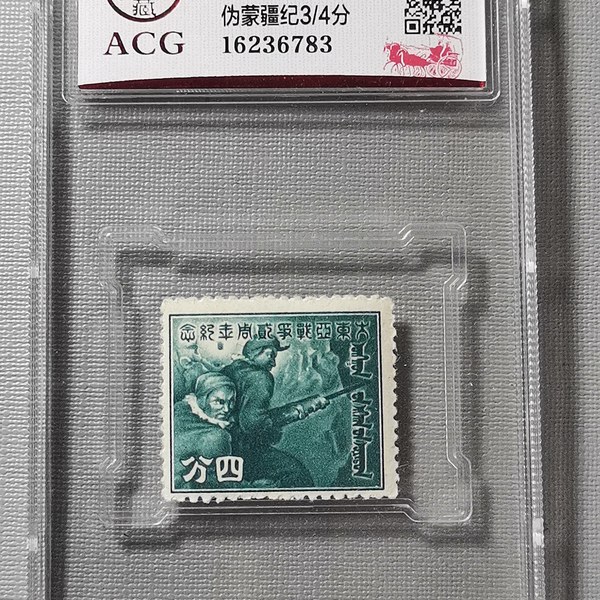 伪蒙疆纪3/4分
ACG
16236783
大東亞戰爭貳周年紀念
四分